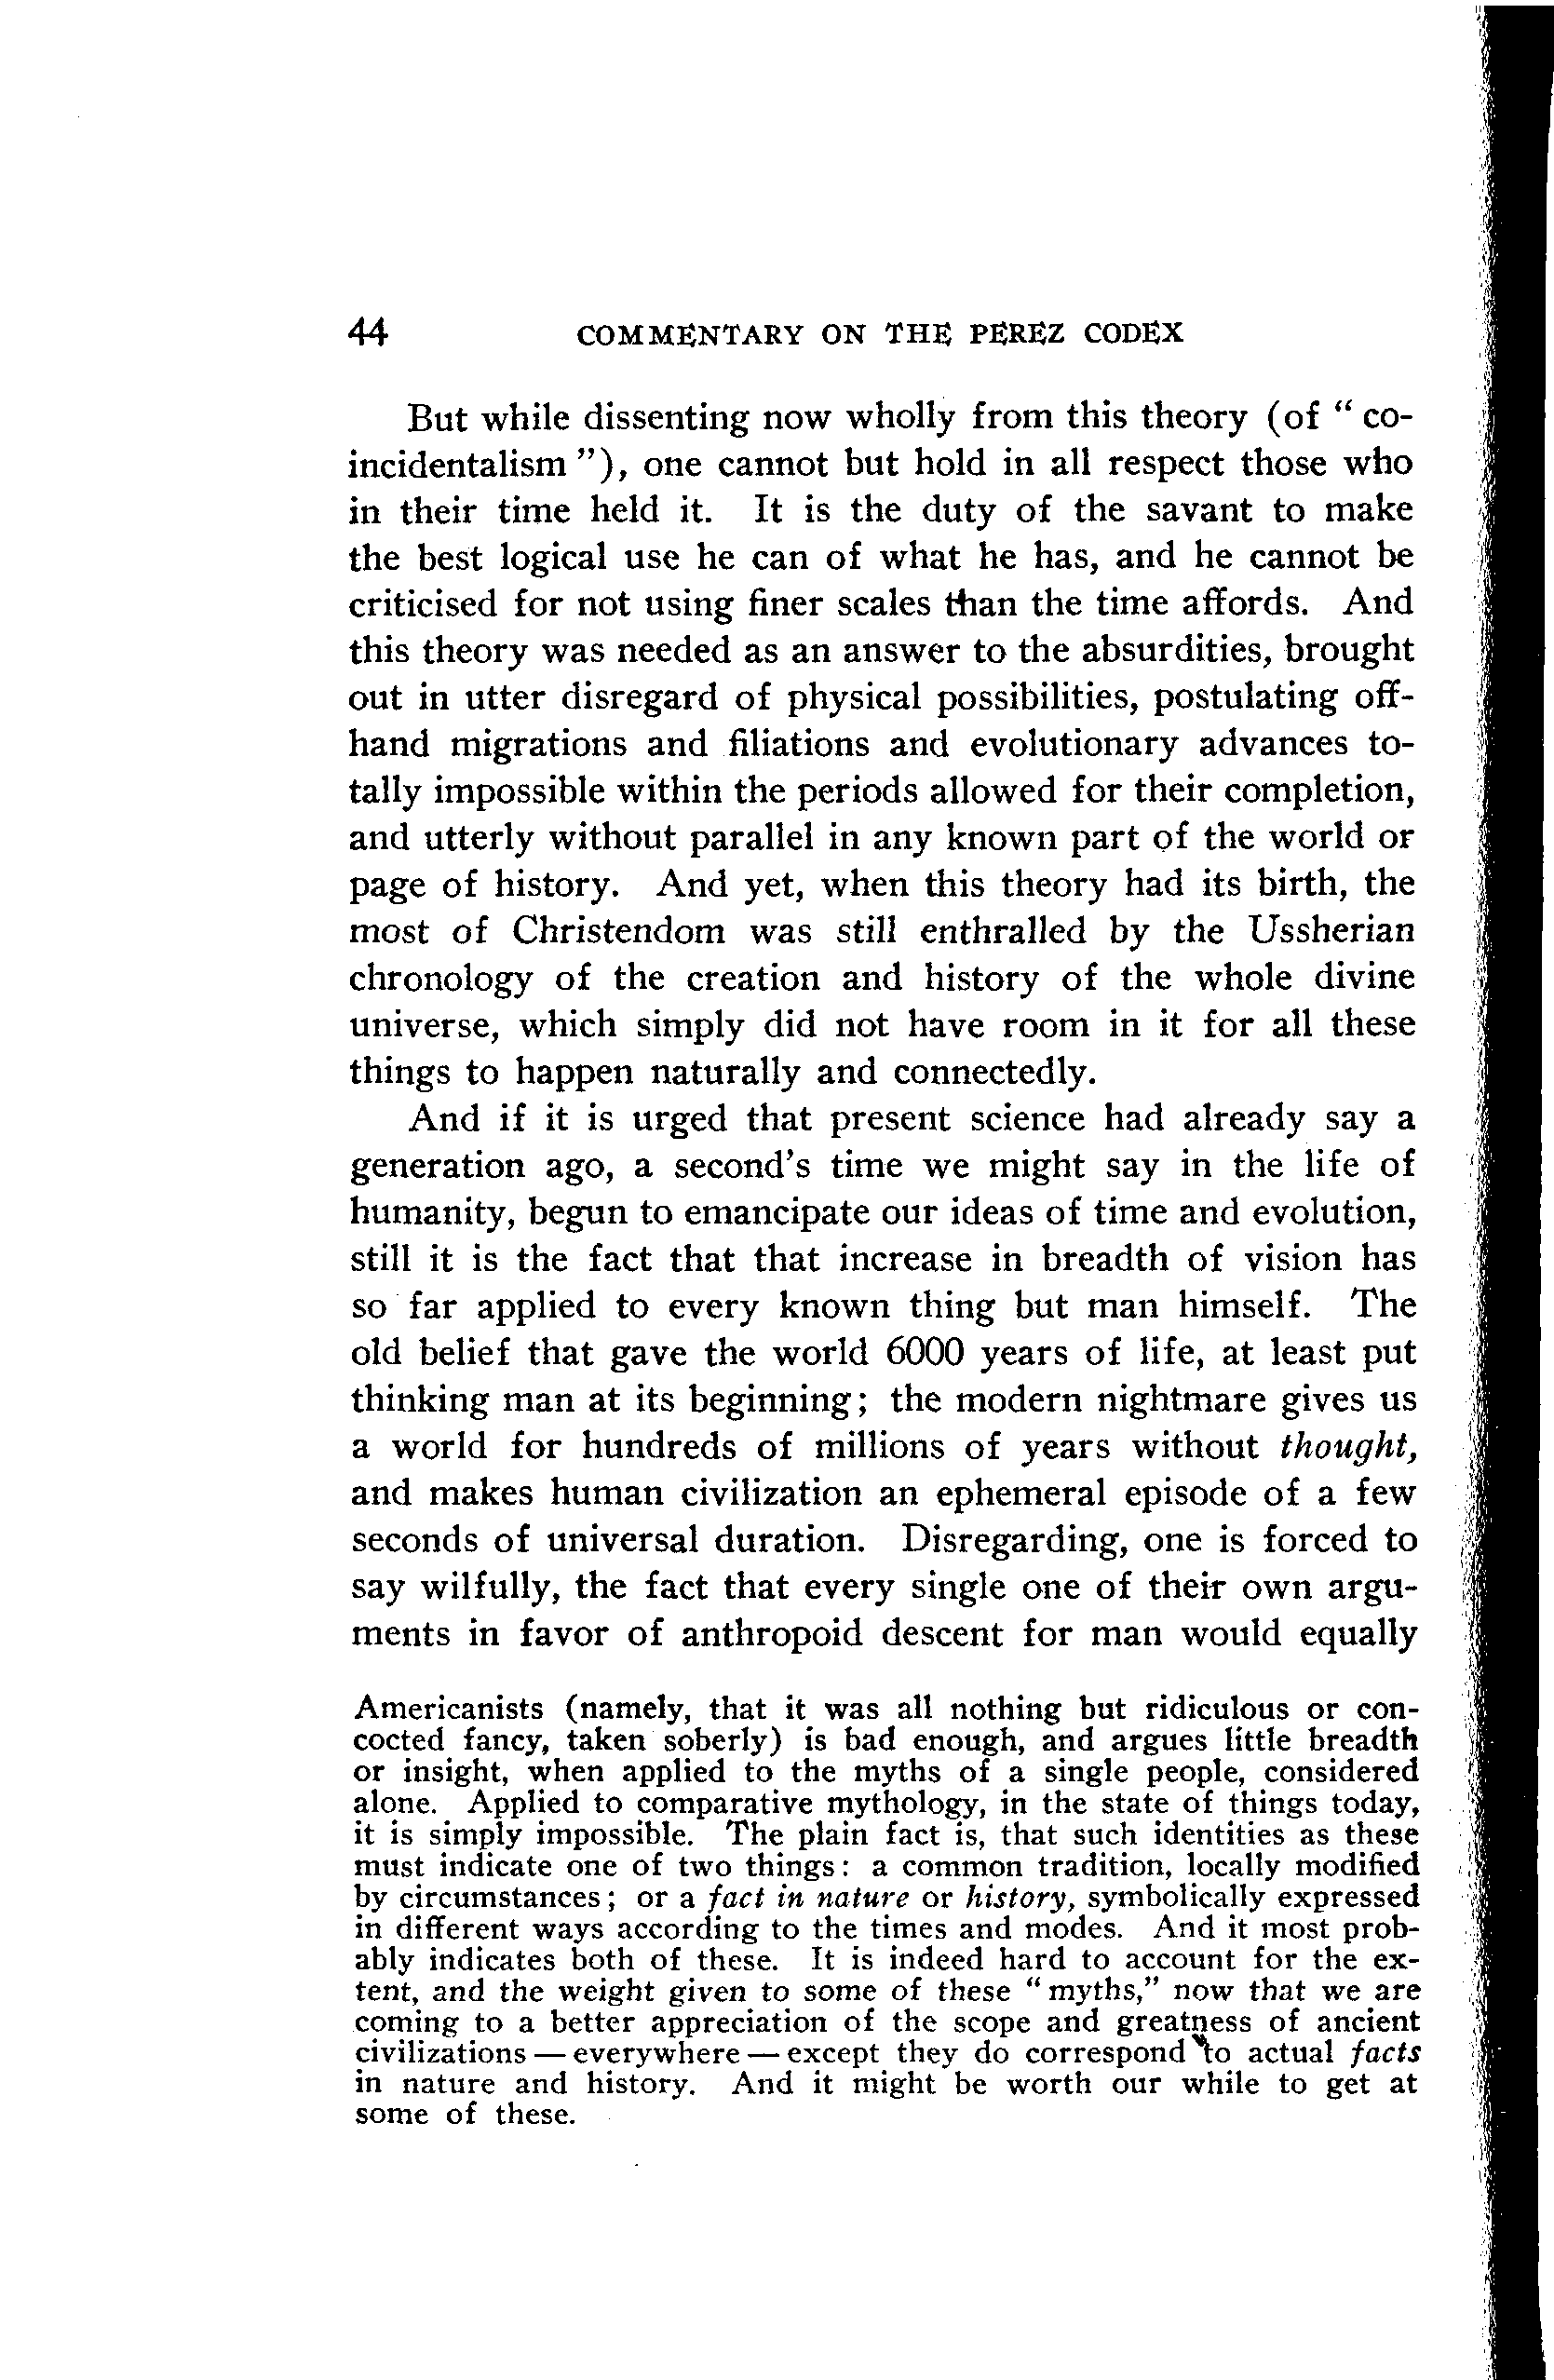 44 COMMENTARY ON THE PEREZ CODEX
But while dissenting now wholly from this theory (of " co-
incidentalism "), one cannot but hold in all respect those who
in their time held it. It is the duty of the savant to make
the best logical use he can of what he has, and he cannot be
criticised for not using finer scales than the time affords. And
this theory was needed as an answer to the absurdities, brought
out in utter disregard of physical possibilities, postulating off-
hand migrations and filiations and evolutionary advances to-
tally impossible within the periods allowed for their completion,
and utterly without parallel in any known part of the world or
page of history. And yet, when this theory had its birth, the
most of Christendom was still enthralled by the Ussherian
chronology of the creation and history of the whole divine
universe, which simply did not have room in it for all these
things to happen naturally and connectedly.
And if it is urged that present science had already say a
generation ago, a second's time we might say in the life of
humanity, begun to emancipate our ideas of time and evolution,
still it is the fact that that increase in breadth of vision has
so far applied to every known thing but man himself. The
old belief that gave the world 6000 years of life, at least put
thinking man at its beginning; the modern nightmare gives us
a world for hundreds of millions of years without thought,
and makes human civilization an ephemeral episode of a few
seconds of universal duration. Disregarding, one is forced to
say wilfully, the fact that every single one of their own argu-
ments in favor of anthropoid descent for man would equally
Americanists (namely, that it was all nothing but ridiculous or con-
cocted fancy, taken soberly) is bad enough, and argues little breadth
or insight, when applied to the myths of a single people, considered
alone. Applied to comparative mythology, in the state of things today,
it is simply impossible. The plain fact is, that such identities as these
must indicate one of two things: a common tradition, locally modified
by circumstances; or a fact in nature or history, symbolically expressed
in different ways according to the times and modes. And it most prob-
ably indicates both of these. It is indeed hard to account for the ex-
tent, and the weight given to some of these " myths," now that we are
coming to a better appreciation of the scope and greatness of ancient
civilizations — everywhere — except they do correspond to actual facts
in nature and history. And it might be worth our while to get at
some of these.